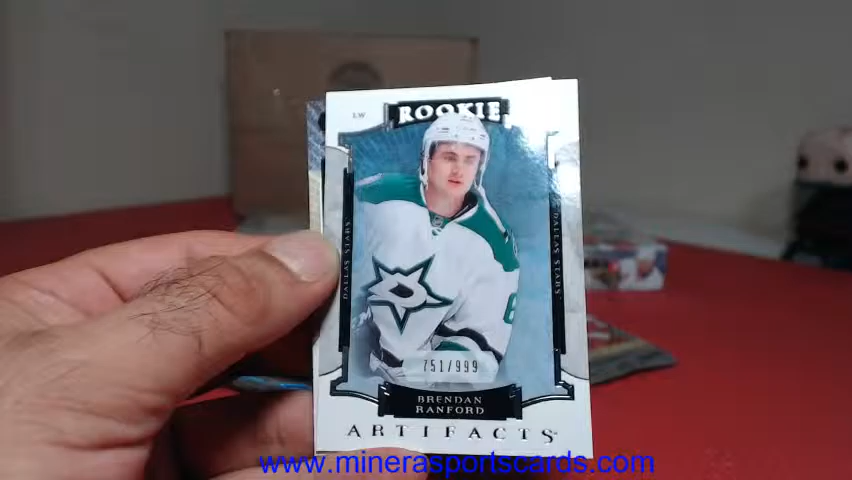 LW
ROOKIE
DALLAS STARS
DALLAS STARS
751/999
BRENDAN
RANFORD
ARTIFACTS
www.minerasportscards.com